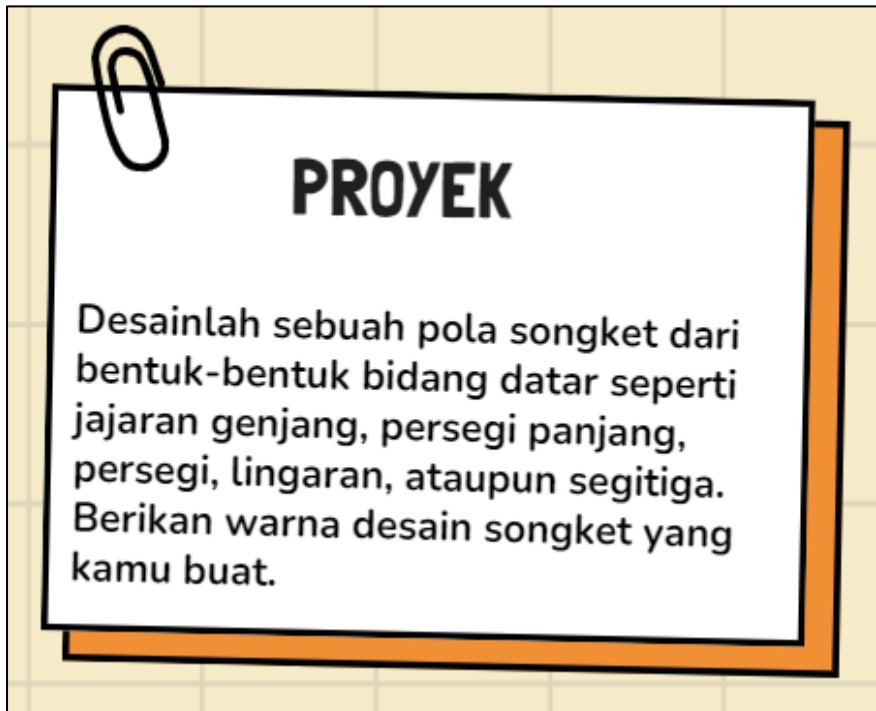 PROYEK
Desainlah sebuah pola songket dari
bentuk-bentuk bidang datar seperti
jajaran genjang, persegi panjang,
persegi, lingaran, ataupun segitiga.
Berikan warna desain songket yang
kamu buat.